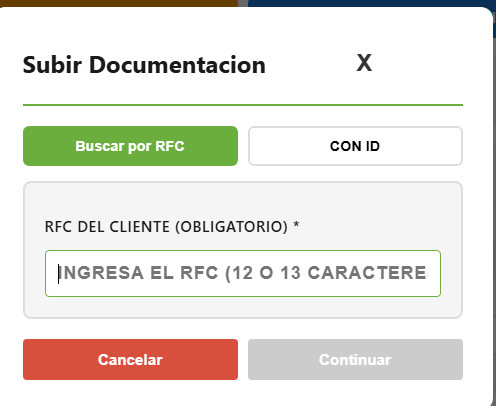 Subir Documentacion X
Buscar por RFC CON ID
RFC DEL CLIENTE (OBLIGATORIO) *
INGRESA EL RFC (12 O 13 CARACTERE
Cancelar Continuar